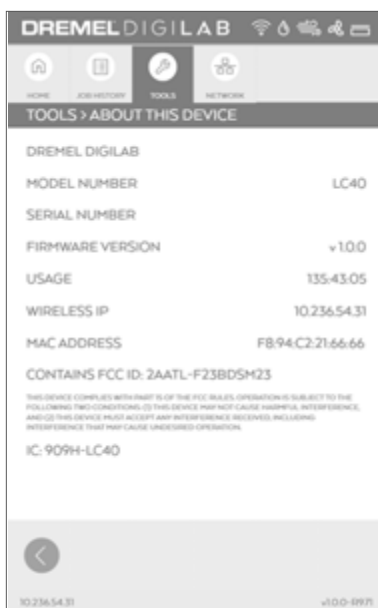 DREMEL DIGILAB
HOME JOB HISTORY TOOLS NETWORK
TOOLS > ABOUT THIS DEVICE
DREMEL DIGILAB
MODEL NUMBER LC40
SERIAL NUMBER
FIRMWARE VERSION v 1.0.0
USAGE 135:43:05
WIRELESS IP 10.236.54.31
MAC ADDRESS F8:94:C2:21:66:66
CONTAINS FCC ID: 2AATL-F23BDSM23
THIS DEVICE COMPLIES WITH PART 15 OF THE FCC RULES. OPERATION IS SUBJECT TO THE
FOLLOWING TWO CONDITIONS: (1) THIS DEVICE MAY NOT CAUSE HARMFUL INTERFERENCE,
AND (2) THIS DEVICE MUST ACCEPT ANY INTERFERENCE RECEIVED, INCLUDING
INTERFERENCE THAT MAY CAUSE UNDESIRED OPERATION.
IC: 909H-LC40
10.236.54.31 v1.0.0-R971